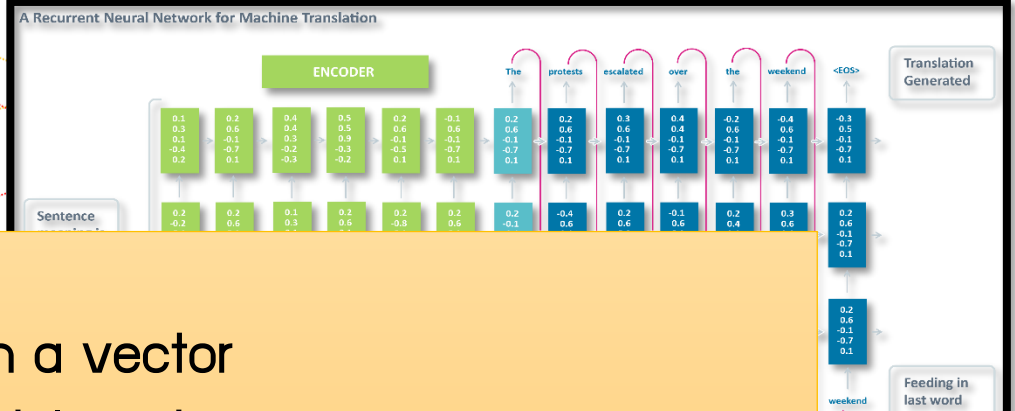 A Recurrent Neural Network for Machine Translation
ENCODER
The protests escalated over the weekend <EOS>
Translation
Generated
0.1 0.2 0.4 0.5 0.2 -0.1 0.2 0.2 0.3 0.4 -0.2 -0.4 -0.3
0.3 0.6 0.4 0.5 0.6 0.6 0.6 0.6 0.6 0.4 0.6 0.6 0.5
0.1 -0.1 0.3 0.9 -0.1 -0.1 -0.1 -0.1 -0.1 -0.1 -0.1 -0.1 -0.1
-0.4 -0.7 -0.2 -0.3 -0.5 -0.7 -0.7 -0.7 -0.7 -0.7 -0.7 -0.7 -0.7
0.2 0.1 -0.3 -0.2 0.1 0.1 0.1 0.1 0.1 0.1 0.1 0.1 0.1
Sentence
0.2 0.2 0.1 0.2 0.2 0.2 0.2 -0.4 0.2 -0.1 0.2 0.3 0.2
-0.2 0.6 0.3 0.6 -0.8 0.6 -0.1 0.6 0.6 0.6 0.4 0.6 0.6
-0.1
-0.7
0.1
0.2
0.6
-0.1
-0.7
0.1
a vector
weekend
Feeding in
last word